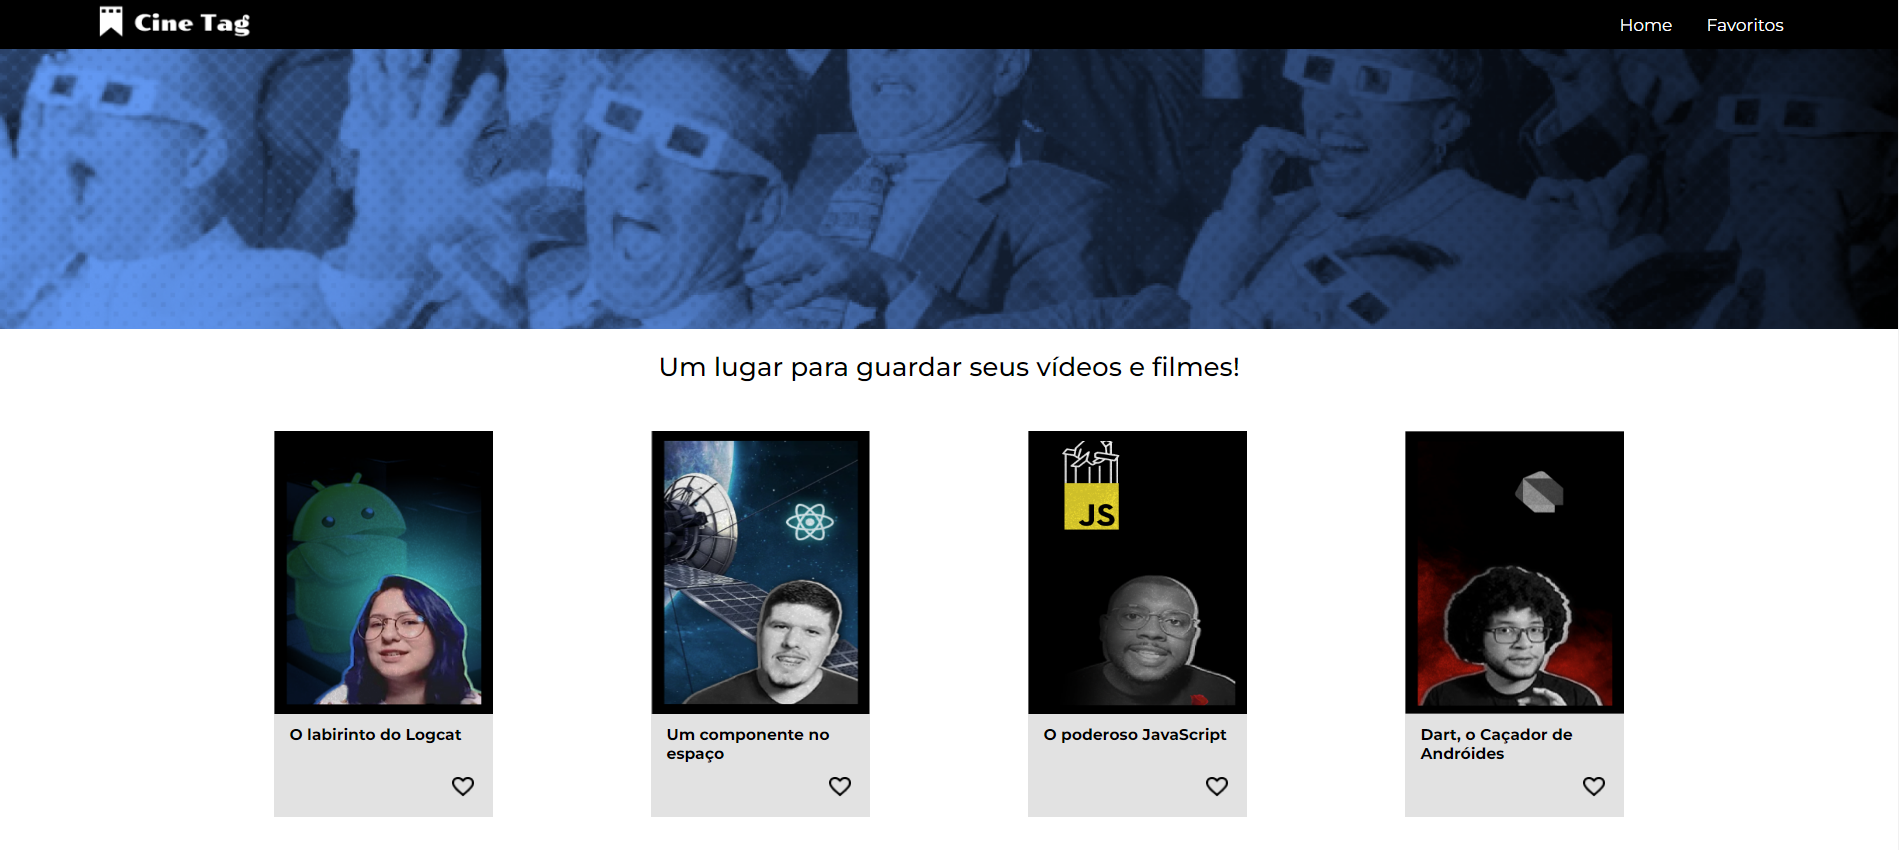 Cine Tag
Home
Favoritos
Um lugar para guardar seus vídeos e filmes!
JS
O labirinto do Logcat
Um componente no
espaço
O poderoso JavaScript
Dart, o Caçador de
Andróides